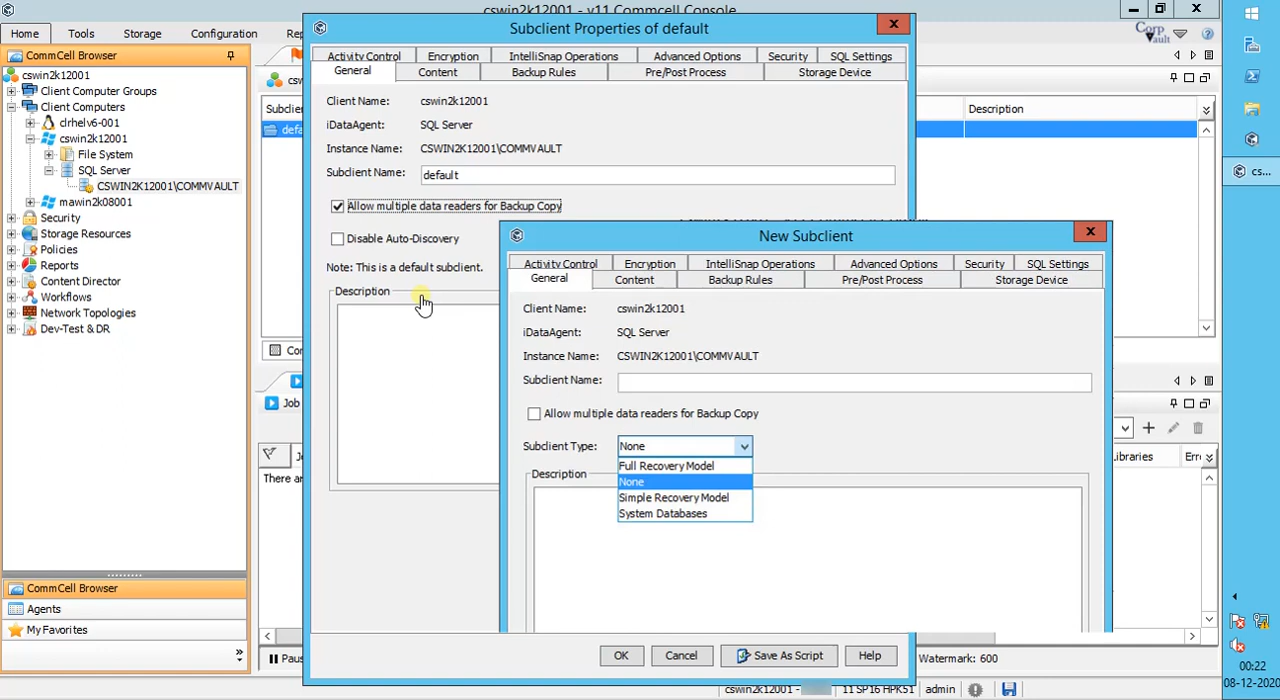 cswin2k12001 - v11 Commcell Console
Home Tools Storage Configuration
Corp
Vault
CommCell Browser
cswin2k12001
Client Computer Groups
Client Computers
clrhelv6-001
cswin2k12001
File System
SQL Server
CSWIN2K12001\COMMVAULT
mawin2k08001
Security
Storage Resources
Policies
Reports
Content Director
Workflows
Network Topologies
Dev-Test & DR
CommCell Browser
Agents
My Favorites
Description
Job
Subclient Properties of default
Activity Control Encryption IntelliSnap Operations Advanced Options Security SQL Settings
General Content Backup Rules Pre/Post Process Storage Device
Client Name: cswin2k12001
iDataAgent: SQL Server
Instance Name: CSWIN2K12001\COMMVAULT
Subclient Name: default
Allow multiple data readers for Backup Copy
Disable Auto-Discovery
Note: This is a default subclient.
Description
OK Cancel Save As Script Help
New Subclient
Activity Control Encryption IntelliSnap Operations Advanced Options Security SQL Settings
General Content Backup Rules Pre/Post Process Storage Device
Client Name: cswin2k12001
iDataAgent: SQL Server
Instance Name: CSWIN2K12001\COMMVAULT
Subclient Name:
Allow multiple data readers for Backup Copy
Subclient Type: None
Full Recovery Model
None
Simple Recovery Model
System Databases
Description
Watermark: 600
cswin2k12001 - 11 SP16 HPK51 admin
cs...
00:22
08-12-2020